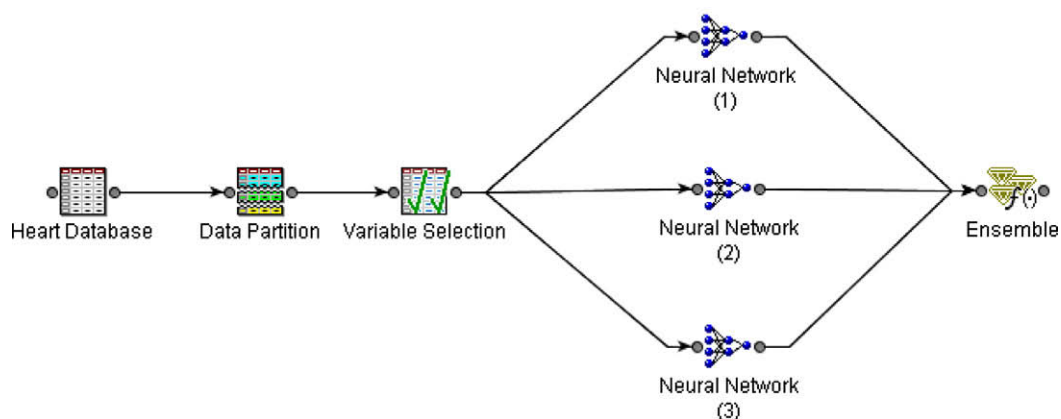 Neural Network
(1)
Heart Database
Data Partition
Variable Selection
Neural Network
(2)
Ensemble
f(·)
Neural Network
(3)